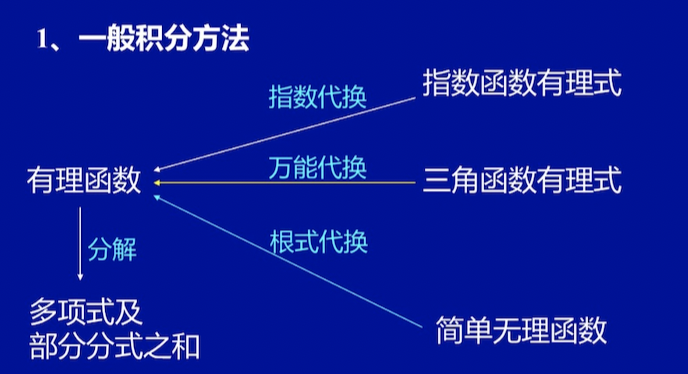 1、一般积分方法
指数代换
指数函数有理式
有理函数
万能代换
三角函数有理式
分解
根式代换
多项式及
部分分式之和
简单无理函数